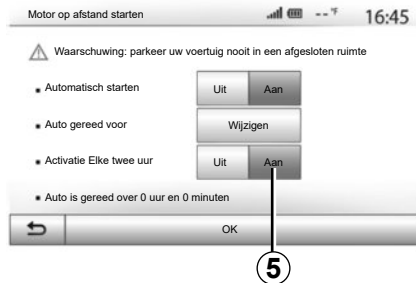 Motor op afstand starten
--°F 16:45
Waarschuwing: parkeer uw voertuig nooit in een afgesloten ruimte
Automatisch starten Uit Aan
Auto gereed voor Wijzigen
Activatie Elke twee uur Uit Aan
Auto is gereed over 0 uur en 0 minuten
OK
5